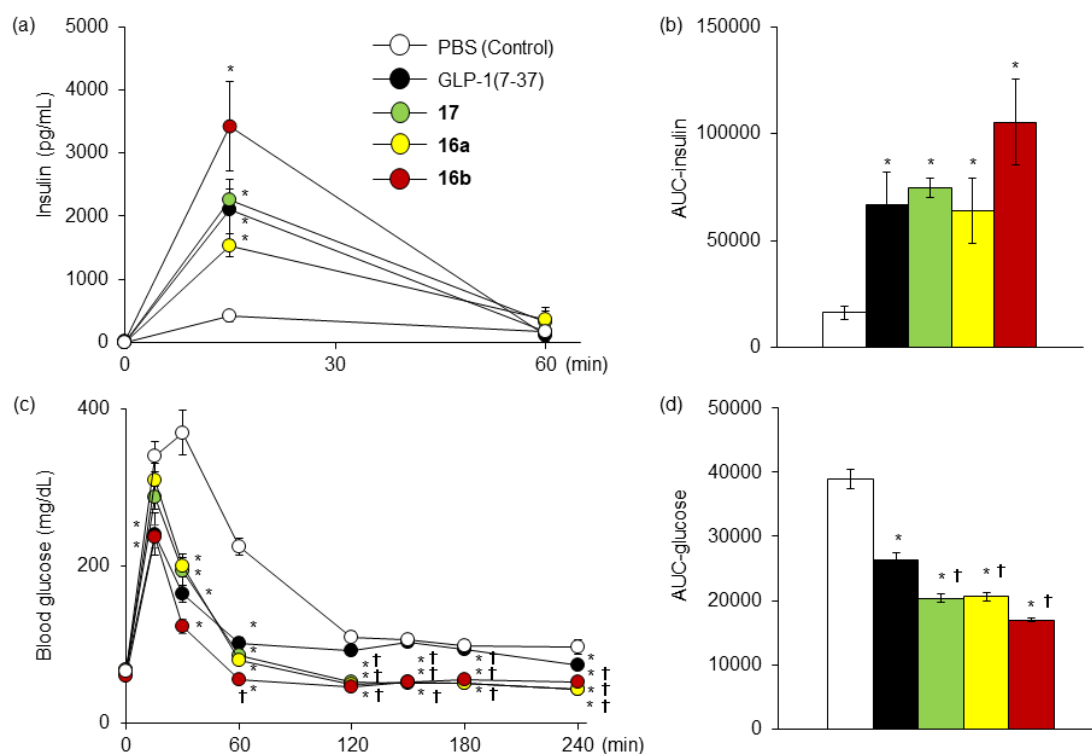 (a)
Insulin (pg/mL)
5000
4000
3000
2000
1000
0
0 30 60 (min)
PBS (Control)
GLP-1(7-37)
17
16a
16b
*
*
*
*
(b)
AUC-insulin
150000
100000
50000
0
* * * *
(c)
Blood glucose (mg/dL)
400
200
0
0 60 120 180 240 (min)
*
*
*
*
*
*
*
*
*
†*
*†
*†
*†
*†
*†
*†
*†
*†
*†
*
*†
*†
*†
(d)
AUC-glucose
50000
40000
30000
20000
10000
0
* *† *† *†